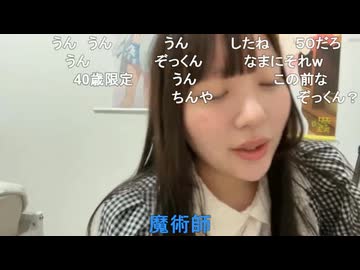 うん うん うん したね 50だろ
うん ぞっくん なまにそれw
40歳限定 うん この前な
ちんや ぞっくん?
魔術師